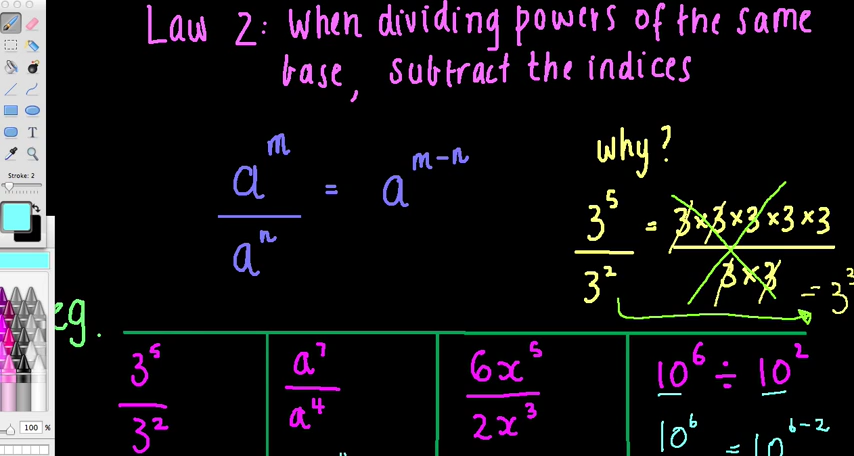 Law 2: When dividing powers of the same
base, subtract the indices
a^m / a^n = a^(m-n)
why?
3^5 / 3^2 = 3 × 3 × 3 × 3 × 3 / 3 × 3
= 3
Stroke: 2
eg.
3^5 / 3^2
a^7 / a^4
6x^5 / 2x^3
10^6 ÷ 10^2
10^6 = 10^(6-2)
100 %